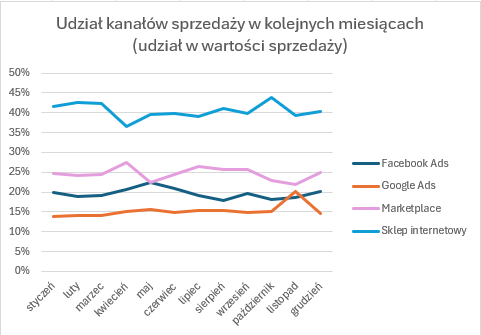 Udział kanałów sprzedaży w kolejnych miesiącach
(udział w wartości sprzedaży)
50%
45%
40%
35%
30%
25%
20%
15%
10%
5%
0%
styczeń
luty
marzec
kwiecień
maj
czerwiec
lipiec
sierpień
wrzesień
październik
listopad
grudzień
Facebook Ads
Google Ads
Marketplace
Sklep internetowy